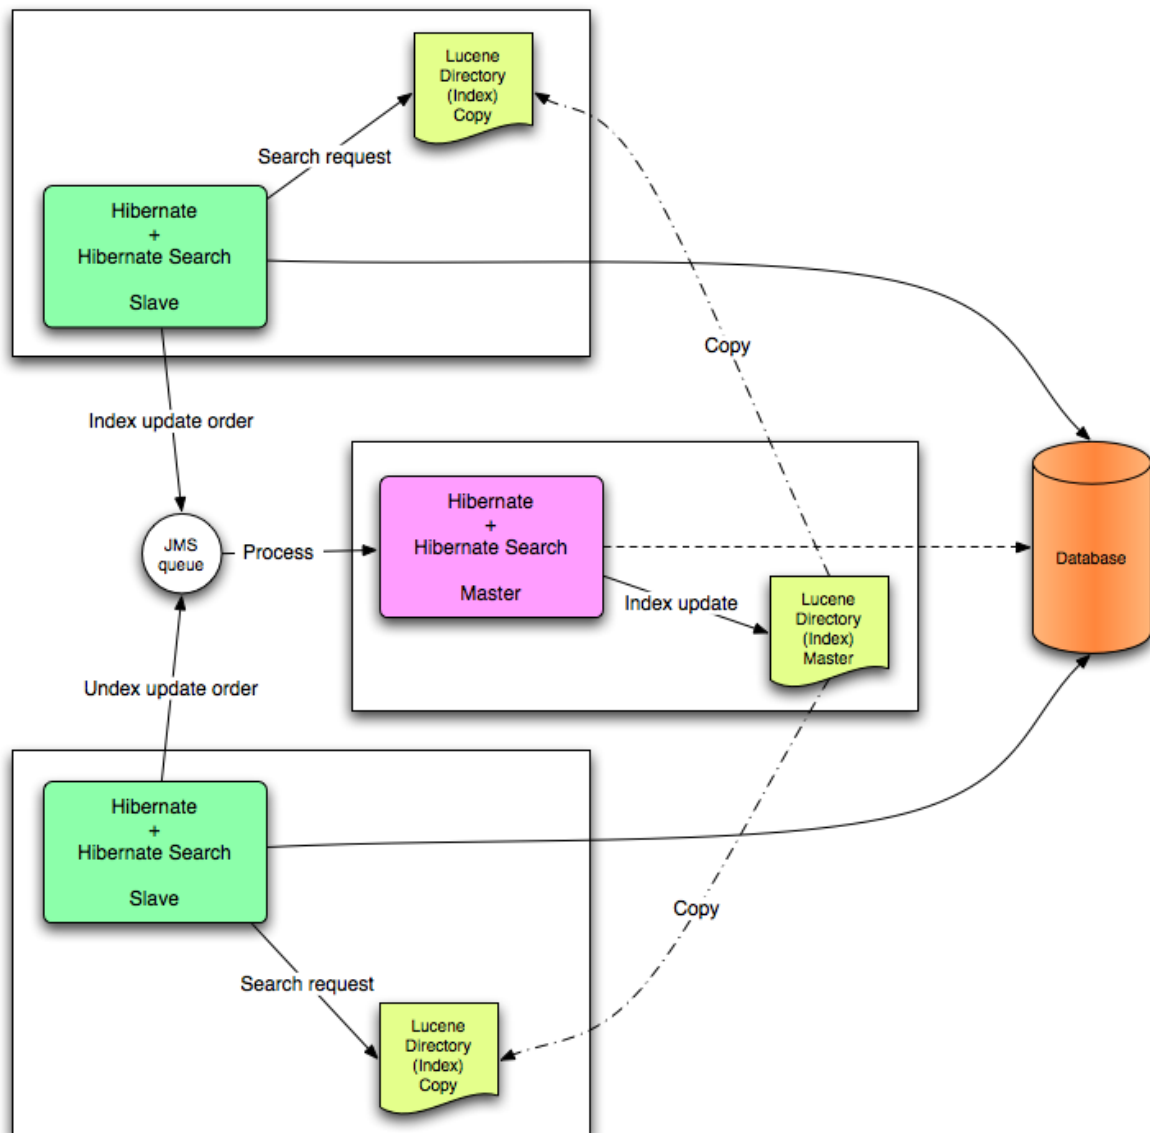 Lucene
Directory
(Index)
Copy
Search request
Hibernate
+
Hibernate Search
Slave
Copy
Index update order
JMS
queue
Process
Hibernate
+
Hibernate Search
Master
Index update
Lucene
Directory
(Index)
Master
Database
Undex update order
Hibernate
+
Hibernate Search
Slave
Copy
Search request
Lucene
Directory
(Index)
Copy